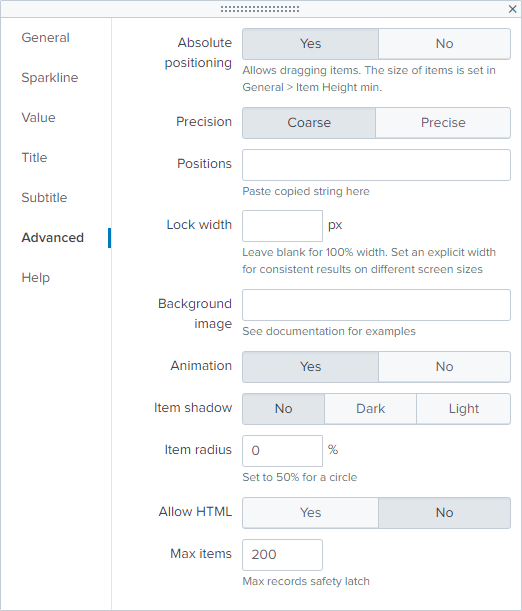 General
Sparkline
Value
Title
Subtitle
Advanced
Help
Absolute
positioning
Yes No
Allows dragging items. The size of items is set in
General > Item Height min.
Precision Coarse Precise
Positions
Paste copied string here
Lock width px
Leave blank for 100% width. Set an explicit width
for consistent results on different screen sizes
Background
image
See documentation for examples
Animation Yes No
Item shadow No Dark Light
Item radius 0 %
Set to 50% for a circle
Allow HTML Yes No
Max items 200
Max records safety latch